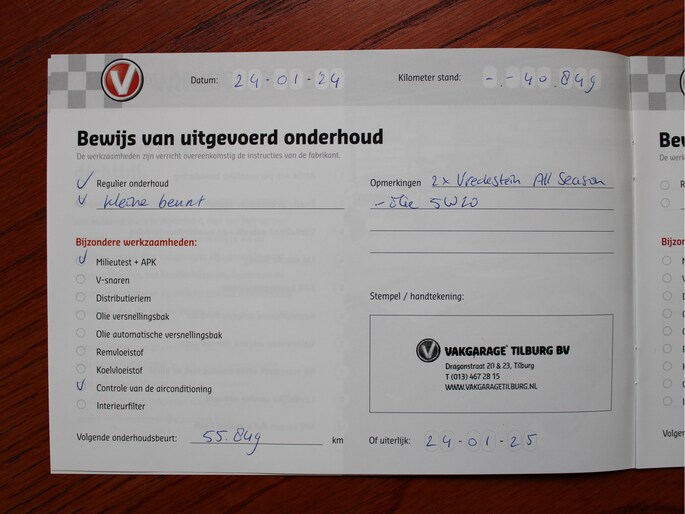 V
Datum: 24-01-24
Kilometer stand: -.-40.849
Bewijs van uitgevoerd onderhoud
De werkzaamheden zijn verricht overeenkomstig de instructies van de fabrikant.
Regulier onderhoud
kleine beurt
Opmerkingen 2x Vredestein All Season
- olie 5W20
Bijzondere werkzaamheden:
Milieutest + APK
V-snaren
Distributieriem
Olie versnellingsbak
Olie automatische versnellingsbak
Remvloeistof
Koelvloeistof
Controle van de airconditioning
Interieurfilter
Stempel / handtekening:
V VAKGARAGE TILBURG BV
Dragonstraat 20 & 23, Tilburg
T (013) 467 28 15
WWW.VAKGARAGETILBURG.NL
Volgende onderhoudsbeurt: 55.849 km
Of uiterlijk: 24-01-25